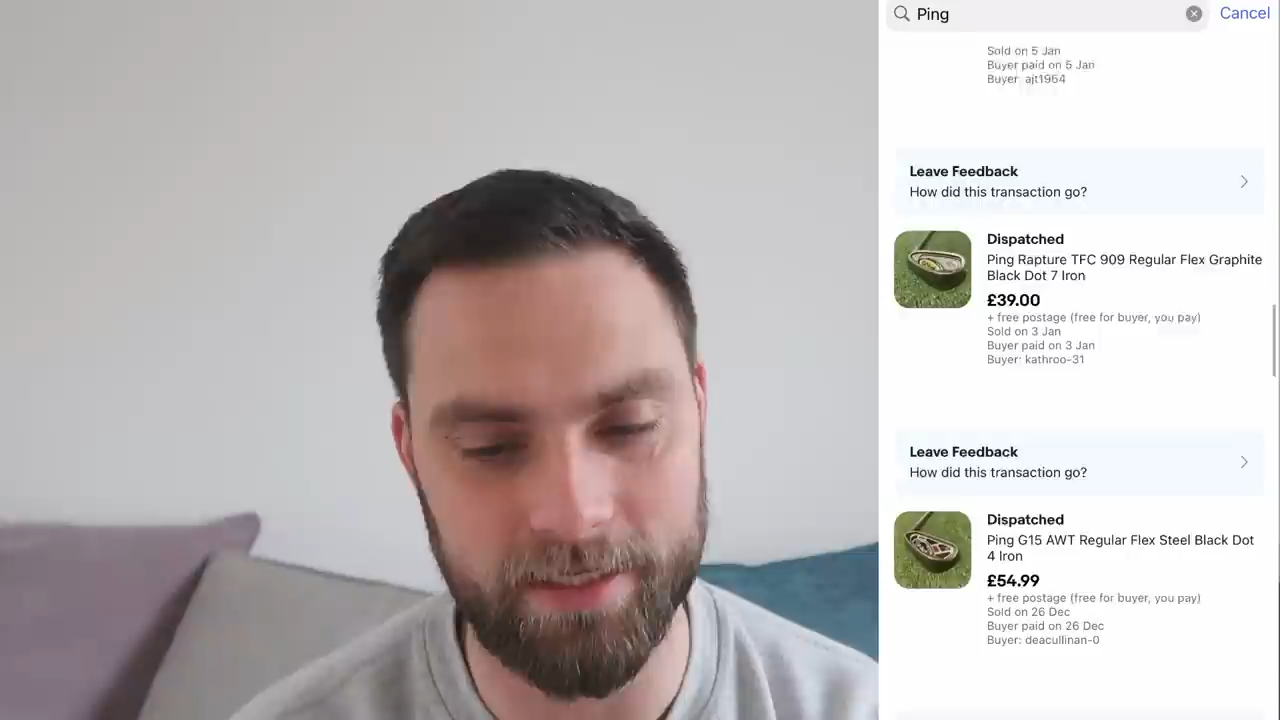 Ping
Cancel
Sold on 5 Jan
Buyer paid on 5 Jan
Buyer: ajt1964
Leave Feedback
How did this transaction go?
Dispatched
Ping Rapture TFC 909 Regular Flex Graphite
Black Dot 7 Iron
£39.00
+ free postage (free for buyer, you pay)
Sold on 3 Jan
Buyer paid on 3 Jan
Buyer: kathroo-31
Leave Feedback
How did this transaction go?
Dispatched
Ping G15 AWT Regular Flex Steel Black Dot
4 Iron
£54.99
+ free postage (free for buyer, you pay)
Sold on 26 Dec
Buyer paid on 26 Dec
Buyer: deacullinan-0